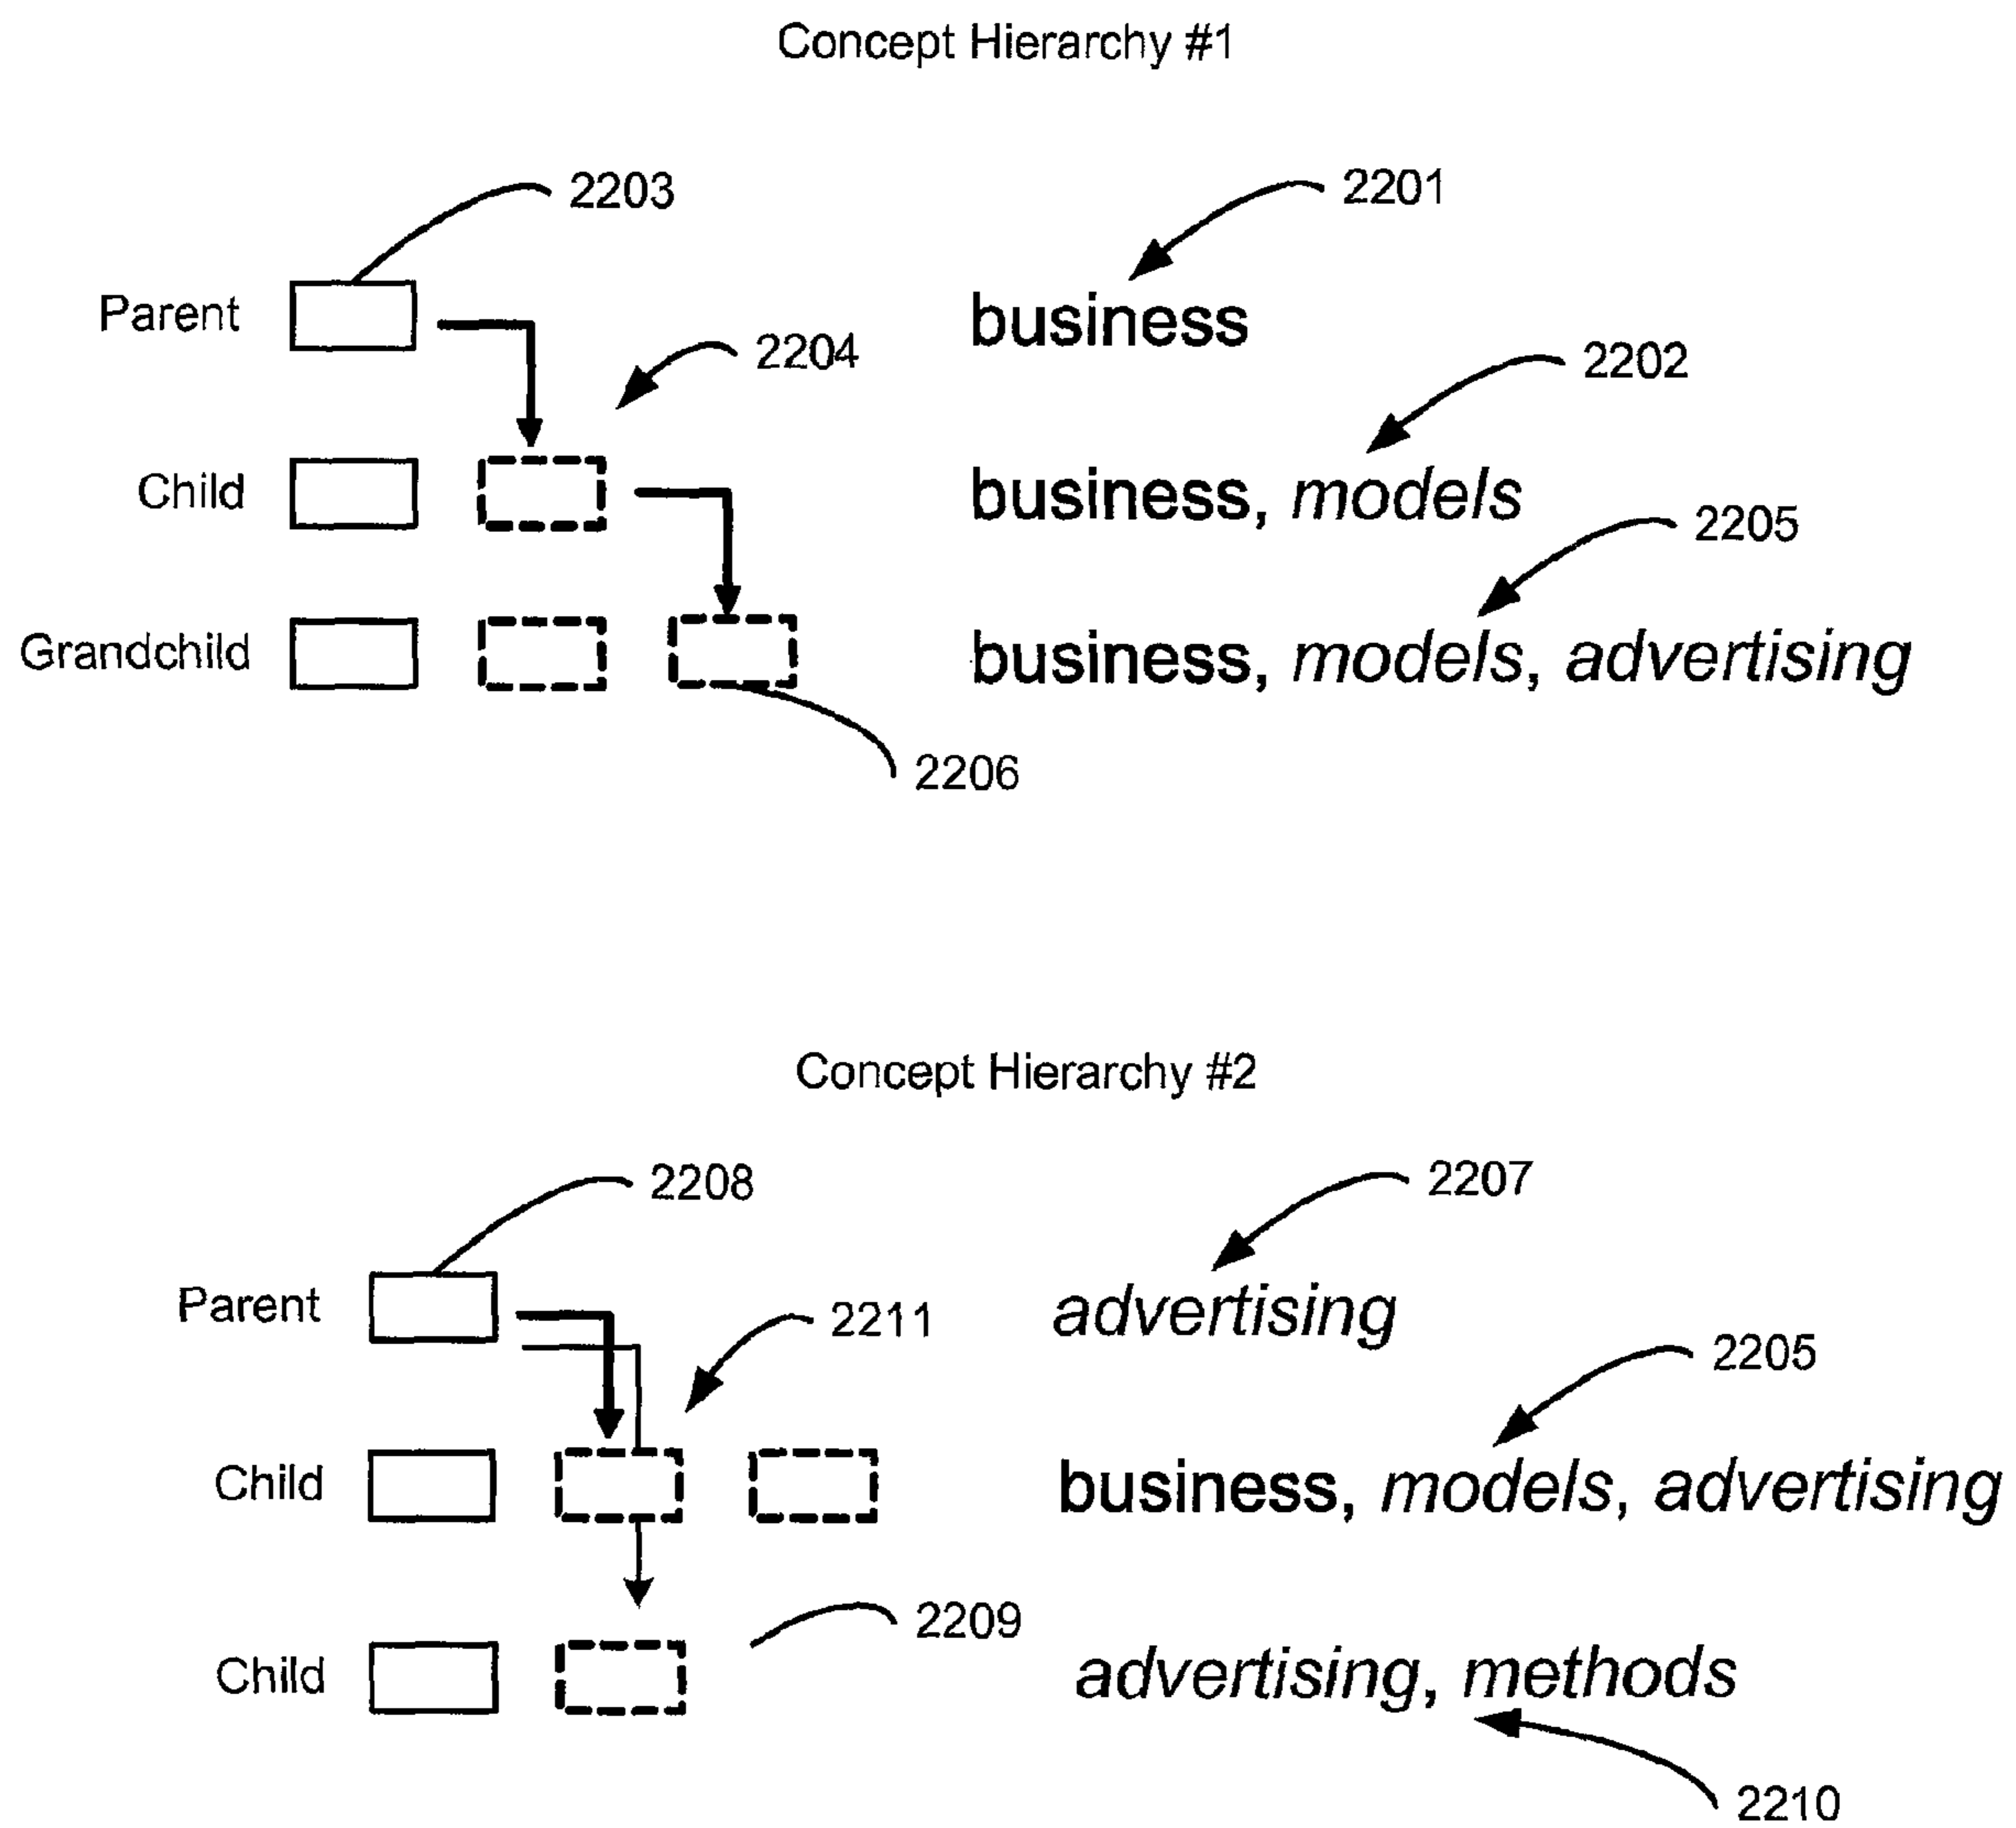 Concept Hierarchy #1
2203
2201
Parent
business
2204
2202
Child
business, models
2205
Grandchild
business, models, advertising
2206
Concept Hierarchy #2
2208
2207
Parent
advertising
2211
2205
Child
business, models, advertising
2209
Child
advertising, methods
2210